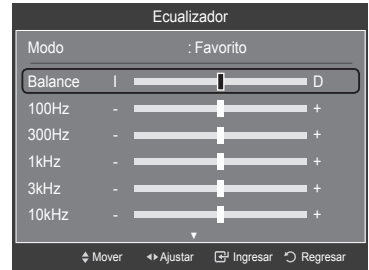 Ecualizador
Modo : Favorito
Balance I D
100Hz - +
300Hz - +
1kHz - +
3kHz - +
10kHz - +
Mover Ajustar Ingresar Regresar